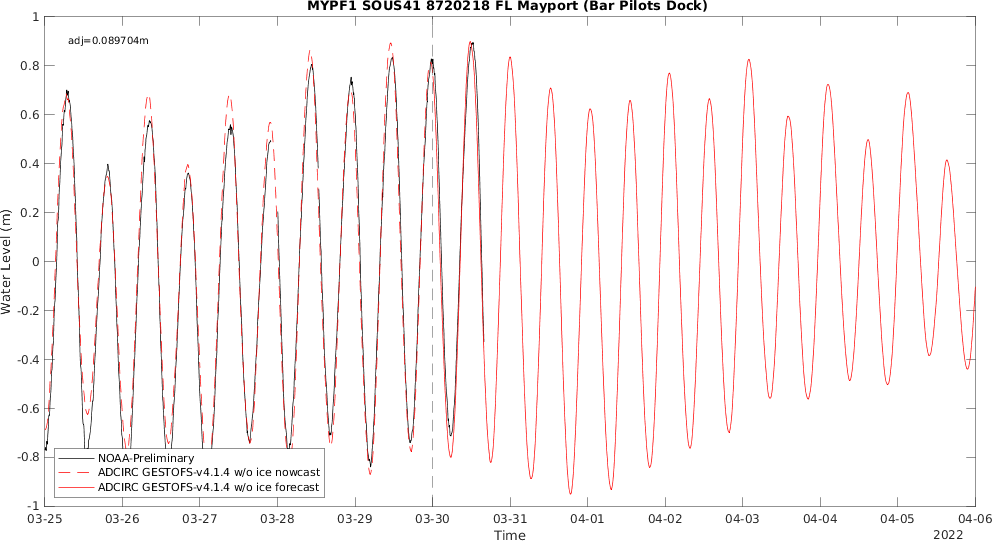 MYPF1 SOUS41 8720218 FL Mayport (Bar Pilots Dock)
adj=0.089704m
Water Level (m)
1
0.8
0.6
0.4
0.2
0
-0.2
-0.4
-0.6
-0.8
-1
NOAA-Preliminary
ADCIRC GESTOFS-v4.1.4 w/o ice nowcast
ADCIRC GESTOFS-v4.1.4 w/o ice forecast
03-25 03-26 03-27 03-28 03-29 03-30 03-31 04-01 04-02 04-03 04-04 04-05 04-06
Time
2022